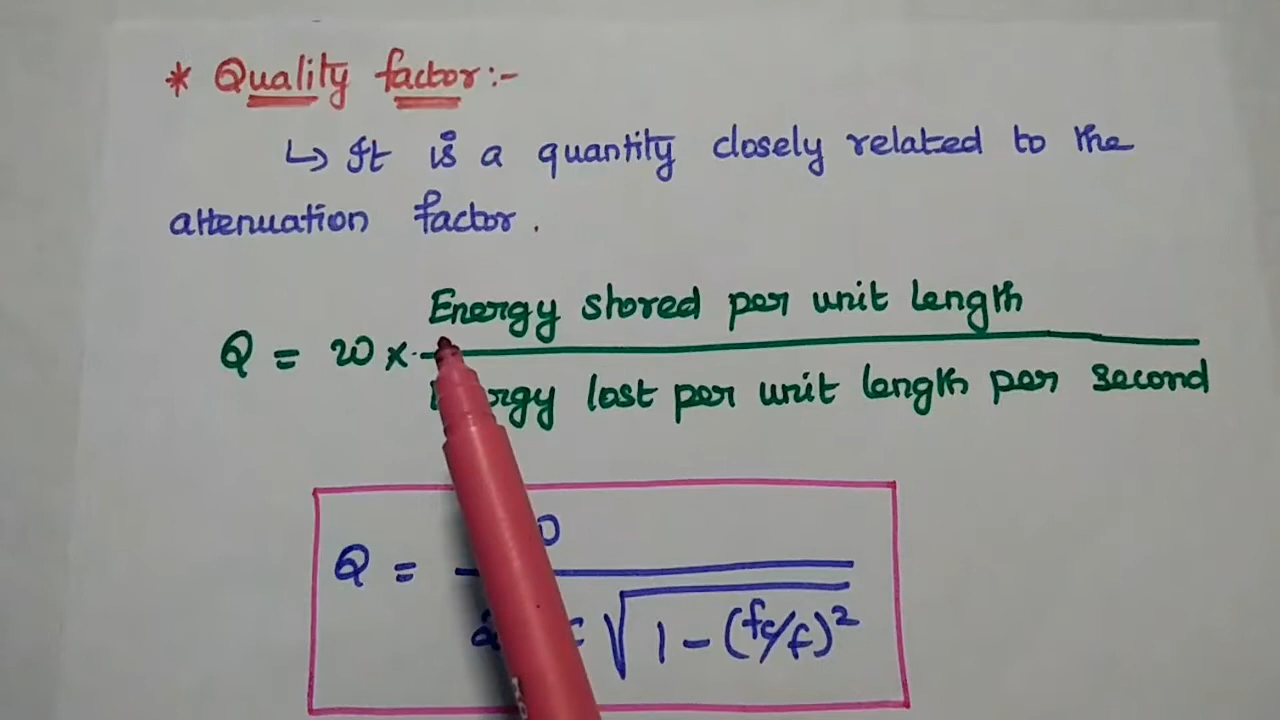 * Quality factor:-
↳ It is a quantity closely related to the
attenuation factor.
Energy stored per unit length
Q = ω ×
lost per unit length per second
Q =
√1-(fc/f)²